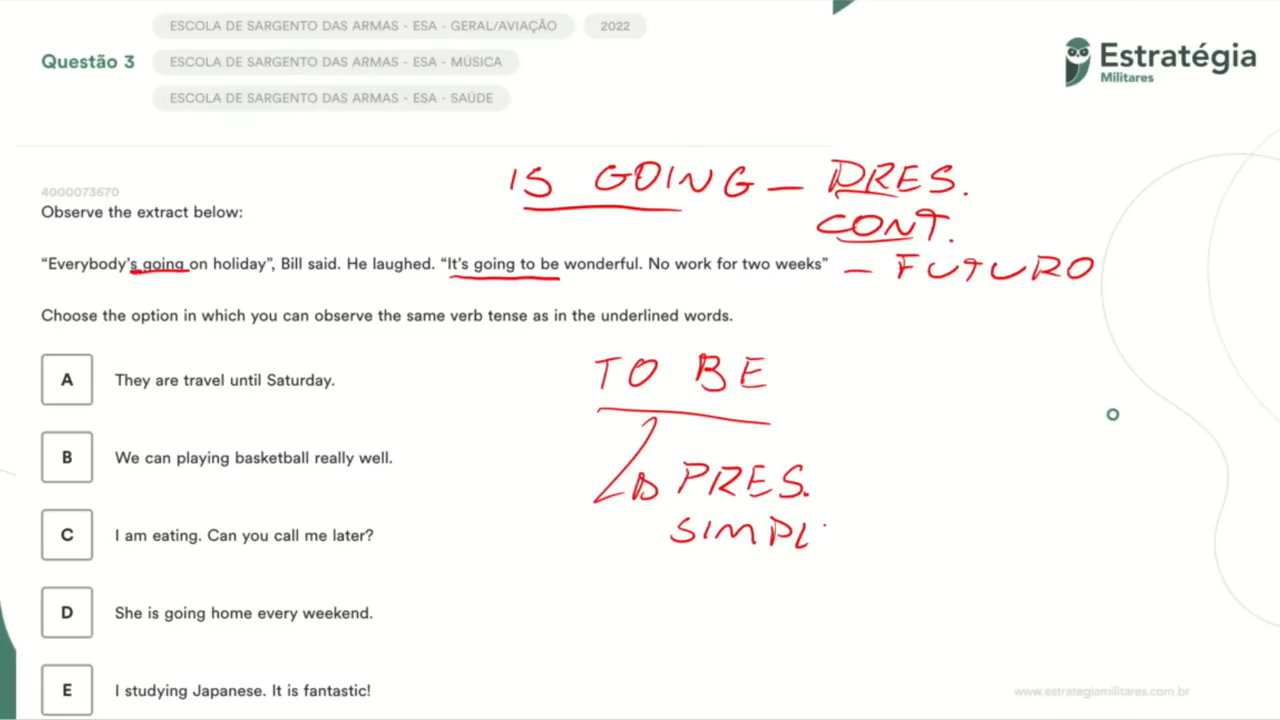 ESCOLA DE SARGENTO DAS ARMAS - ESA - GERAL/AVIAÇÃO
2022
Questão 3
ESCOLA DE SARGENTO DAS ARMAS - ESA - MÚSICA
ESCOLA DE SARGENTO DAS ARMAS - ESA - SAÚDE
Estratégia
Militares
4000073670
IS GOING — PRES.
CONT.
Observe the extract below:
“Everybody’s going on holiday”, Bill said. He laughed. “It’s going to be wonderful. No work for two weeks”
— FUTURO
Choose the option in which you can observe the same verb tense as in the underlined words.
TO BE
PRES.
SIMPL
A They are travel until Saturday.
B We can playing basketball really well.
C I am eating. Can you call me later?
D She is going home every weekend.
E I studying Japanese. It is fantastic!
www.estrategiamilitares.com.br